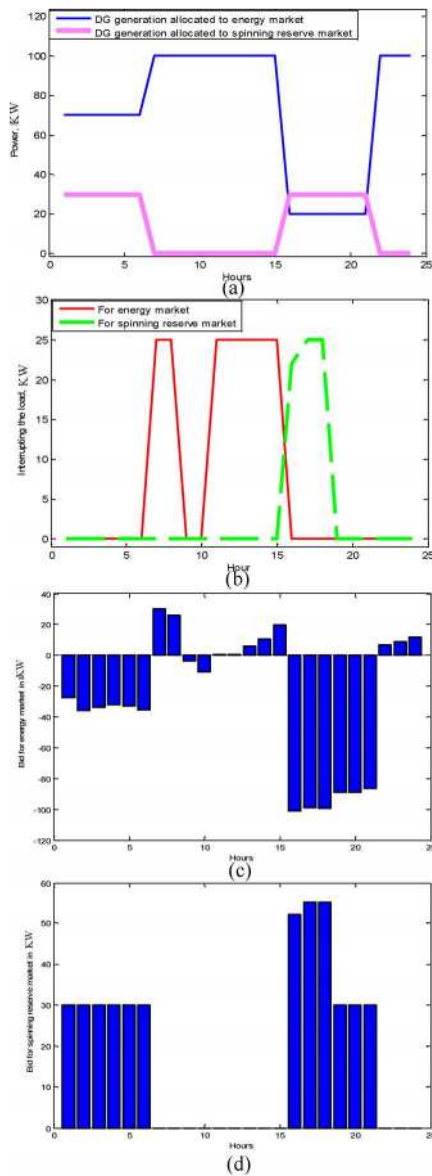 DG generation allocated to energy market
DG generation allocated to spinning reserve market
120
100
80
60
40
20
0
Power, KW
0 5 10 15 20 25
Hours
(a)
For energy market
For spinning reserve market
30
25
20
15
10
5
0
Interrupting the load, KW
0 5 10 15 20 25
Hour
(b)
40
20
0
-20
-40
-60
-80
-100
-120
Bid for energy market in KW
0 5 10 15 20 25
Hours
(c)
60
50
40
30
20
10
0
Bid for spinning reserve market in KW
0 5 10 15 20 25
Hours
(d)